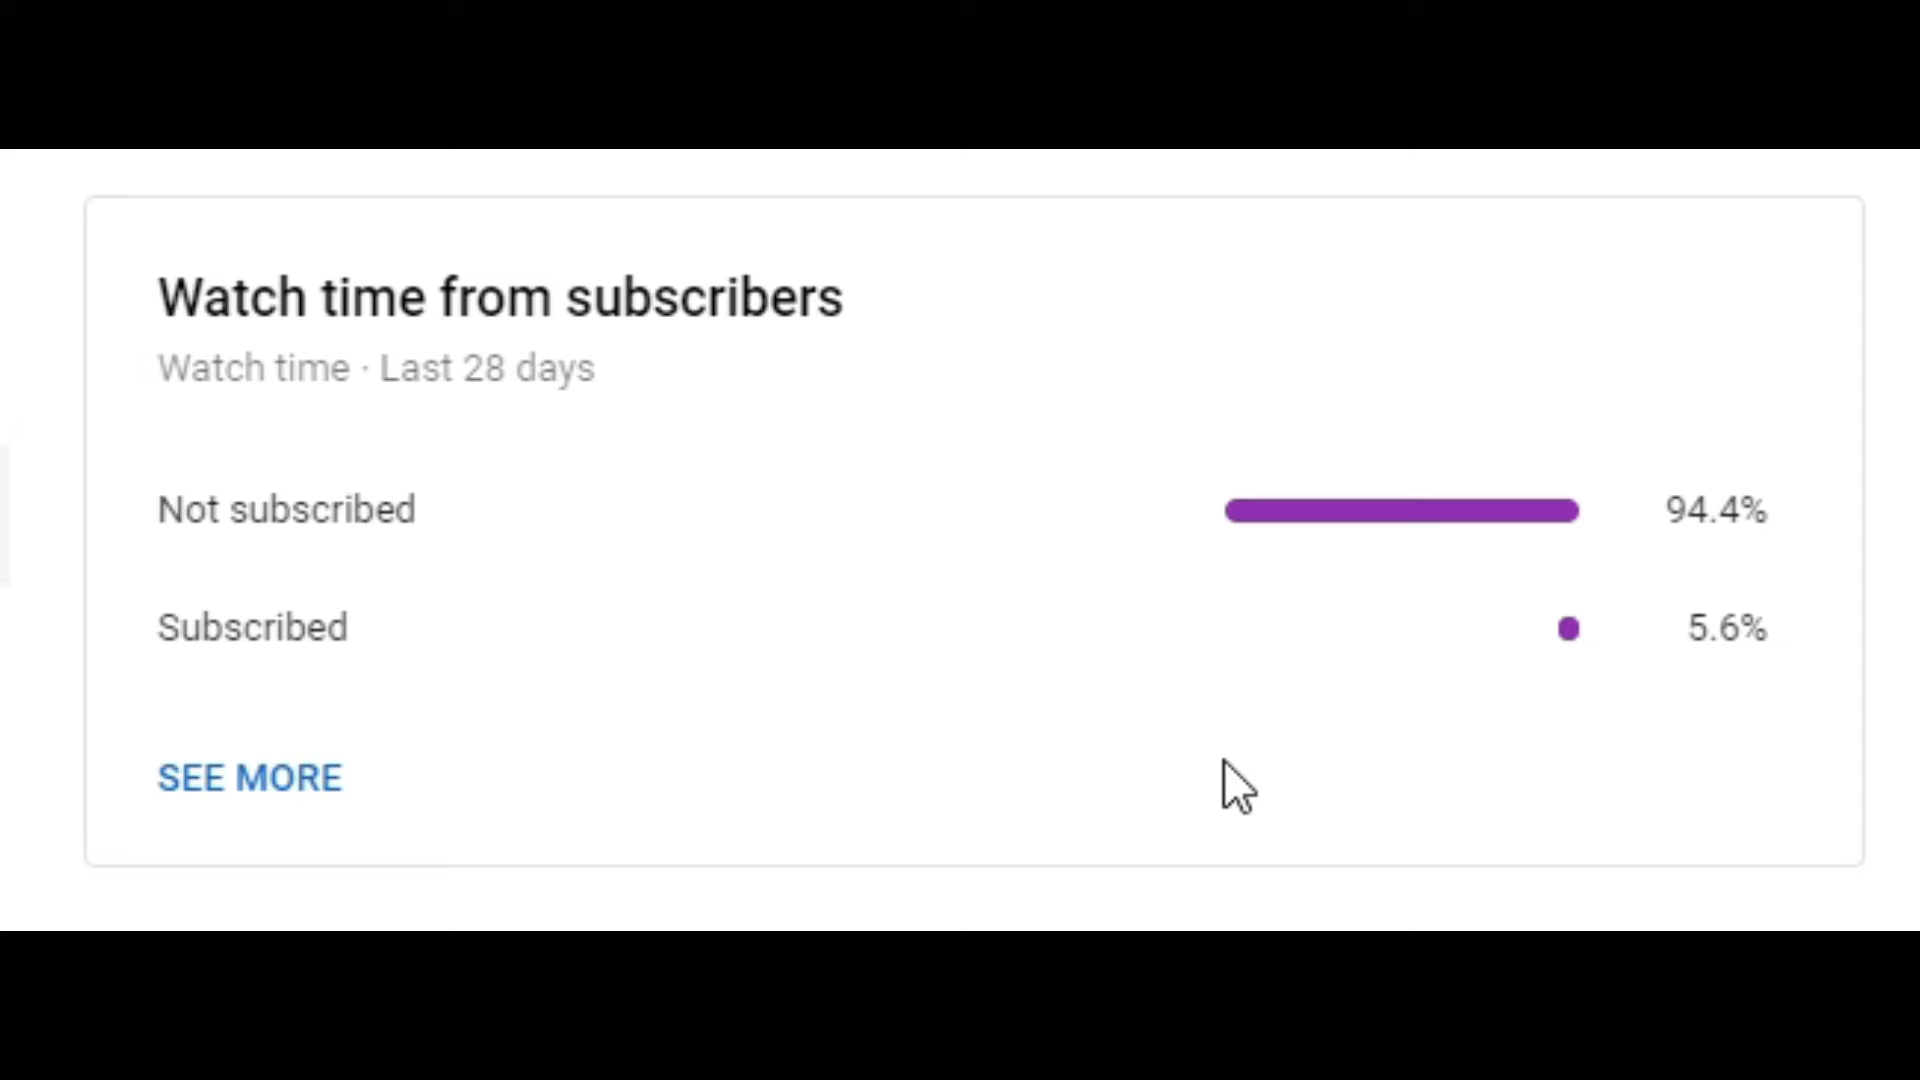 Watch time from subscribers
Watch time · Last 28 days
Not subscribed 94.4%
Subscribed 5.6%
SEE MORE